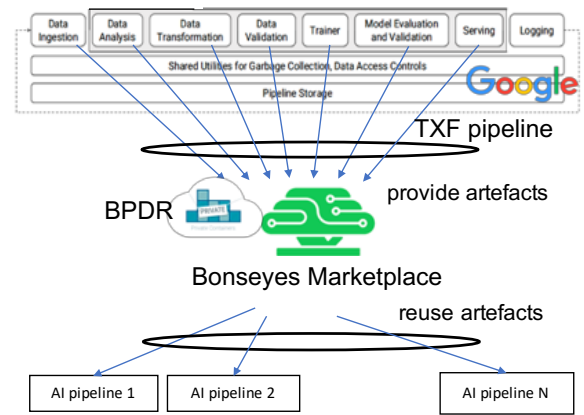 Data
Ingestion
Data
Analysis
Data
Transformation
Data
Validation
Trainer
Model Evaluation
and Validation
Serving
Logging
Shared Utilities for Garbage Collection, Data Access Controls
Google
Pipeline Storage
TXF pipeline
provide artefacts
BPDR
PRIVATE
Private Containers
Bonseyes Marketplace
reuse artefacts
AI pipeline 1
AI pipeline 2
AI pipeline N